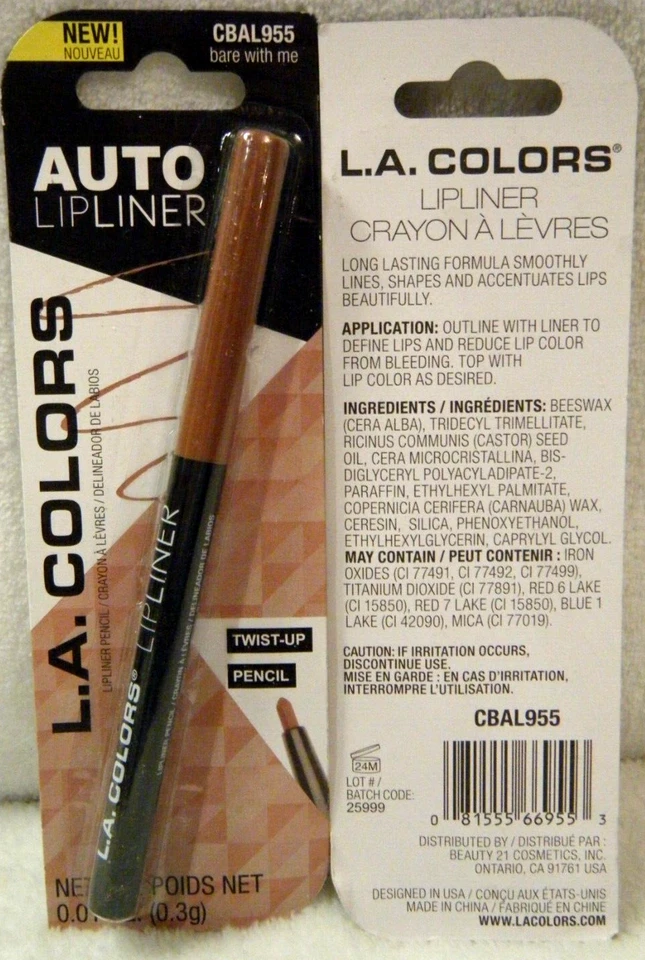 NEW!
NOUVEAU
CBAL955
bare with me
AUTO
LIPLINER
L.A. COLORS
LIPLINER PENCIL / CRAYON À LÈVRES / DELINEADOR DE LABIOS
L.A. COLORS® LIPLINER
LIPLINER PENCIL / CRAYON À LÈVRES / DELINEADOR DE LABIOS
TWIST-UP
PENCIL
POIDS NET
(0.3g)
L.A. COLORS®
LIPLINER
CRAYON À LÈVRES
LONG LASTING FORMULA SMOOTHLY
LINES, SHAPES AND ACCENTUATES LIPS
BEAUTIFULLY.
APPLICATION: OUTLINE WITH LINER TO
DEFINE LIPS AND REDUCE LIP COLOR
FROM BLEEDING. TOP WITH
LIP COLOR AS DESIRED.
INGREDIENTS / INGRÉDIENTS: BEESWAX
(CERA ALBA), TRIDECYL TRIMELLITATE,
RICINUS COMMUNIS (CASTOR) SEED
OIL, CERA MICROCRISTALLINA, BIS-
DIGLYCERYL POLYACYLADIPATE-2,
PARAFFIN, ETHYLHEXYL PALMITATE,
COPERNICIA CERIFERA (CARNAUBA) WAX,
CERESIN, SILICA, PHENOXYETHANOL,
ETHYLHEXYLGLYCERIN, CAPRYLYL GLYCOL.
MAY CONTAIN / PEUT CONTENIR : IRON
OXIDES (CI 77491, CI 77492, CI 77499),
TITANIUM DIOXIDE (CI 77891), RED 6 LAKE
(CI 15850), RED 7 LAKE (CI 15850), BLUE 1
LAKE (CI 42090), MICA (CI 77019).
CAUTION: IF IRRITATION OCCURS,
DISCONTINUE USE.
MISE EN GARDE : EN CAS D'IRRITATION,
INTERROMPRE L'UTILISATION.
CBAL955
24M
LOT # /
BATCH CODE:
25999
0 81555 66955 3
DISTRIBUTED BY / DISTRIBUÉ PAR :
BEAUTY 21 COSMETICS, INC.
ONTARIO, CA 91761 USA
DESIGNED IN USA / CONÇU AUX ÉTATS-UNIS
MADE IN CHINA / FABRIQUÉ EN CHINE
WWW.LACOLORS.COM